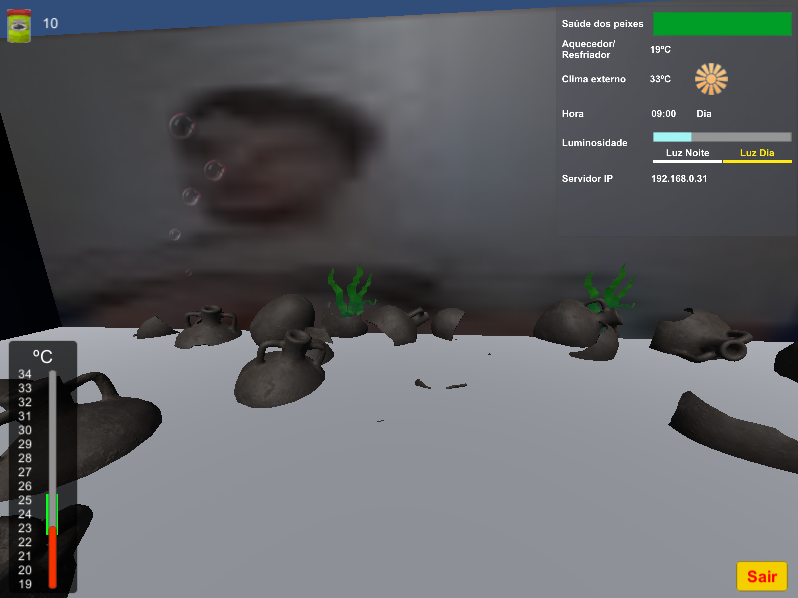 10
Saúde dos peixes
Aquecedor/
Resfriador
19ºC
Clima externo
33ºC
Hora
09:00
Dia
Luminosidade
Luz Noite
Luz Dia
Servidor IP
192.168.0.31
ºC
34
33
32
31
30
29
28
27
26
25
24
23
22
21
20
19
Sair